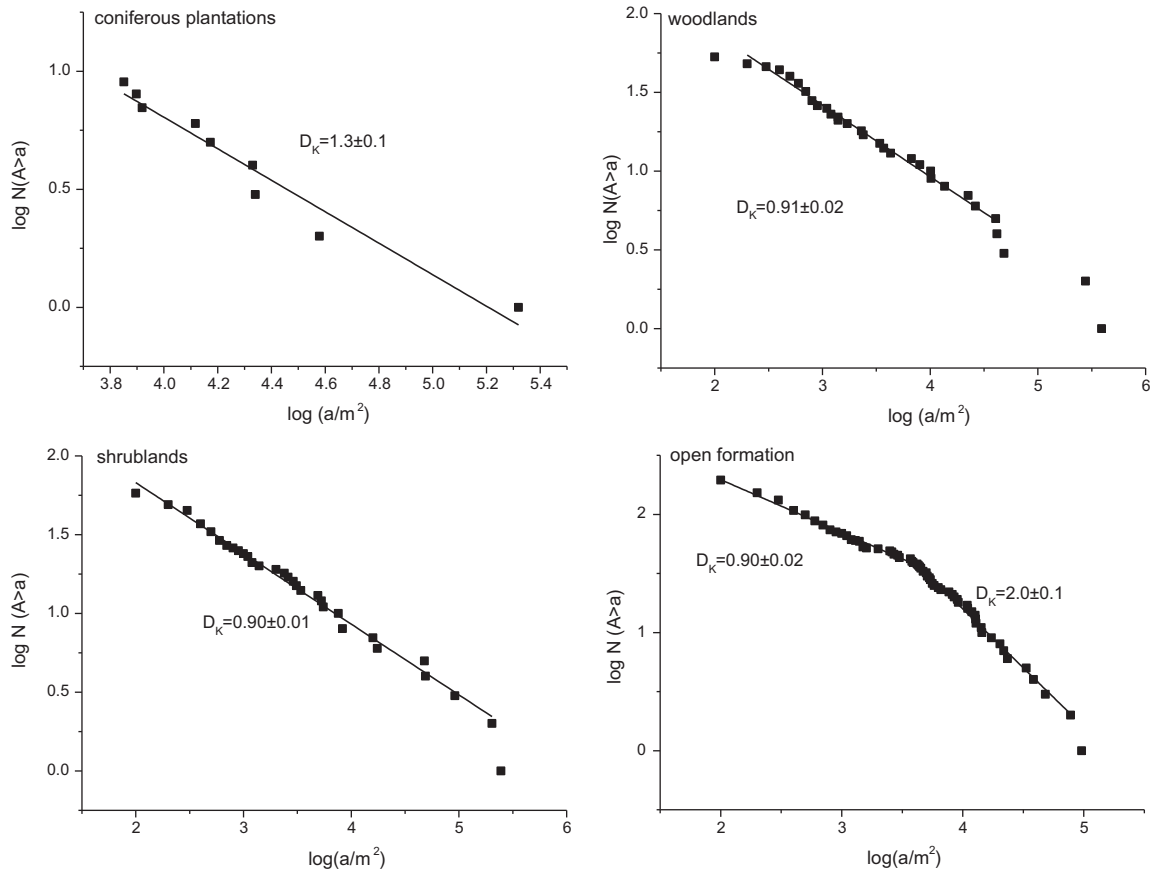 coniferous plantations
1.0
0.5
0.0
log N(A>a)
D_K=1.3±0.1
3.8 4.0 4.2 4.4 4.6 4.8 5.0 5.2 5.4
log (a/m²)
woodlands
2.0
1.5
1.0
0.5
0.0
log N(A>a)
D_K=0.91±0.02
2 3 4 5 6
log (a/m²)
shrublands
2.0
1.5
1.0
0.5
0.0
log N (A>a)
D_K=0.90±0.01
2 3 4 5 6
log(a/m²)
open formation
2
1
0
log N (A>a)
D_K=0.90±0.02
D_K=2.0±0.1
2 3 4 5
log(a/m²)